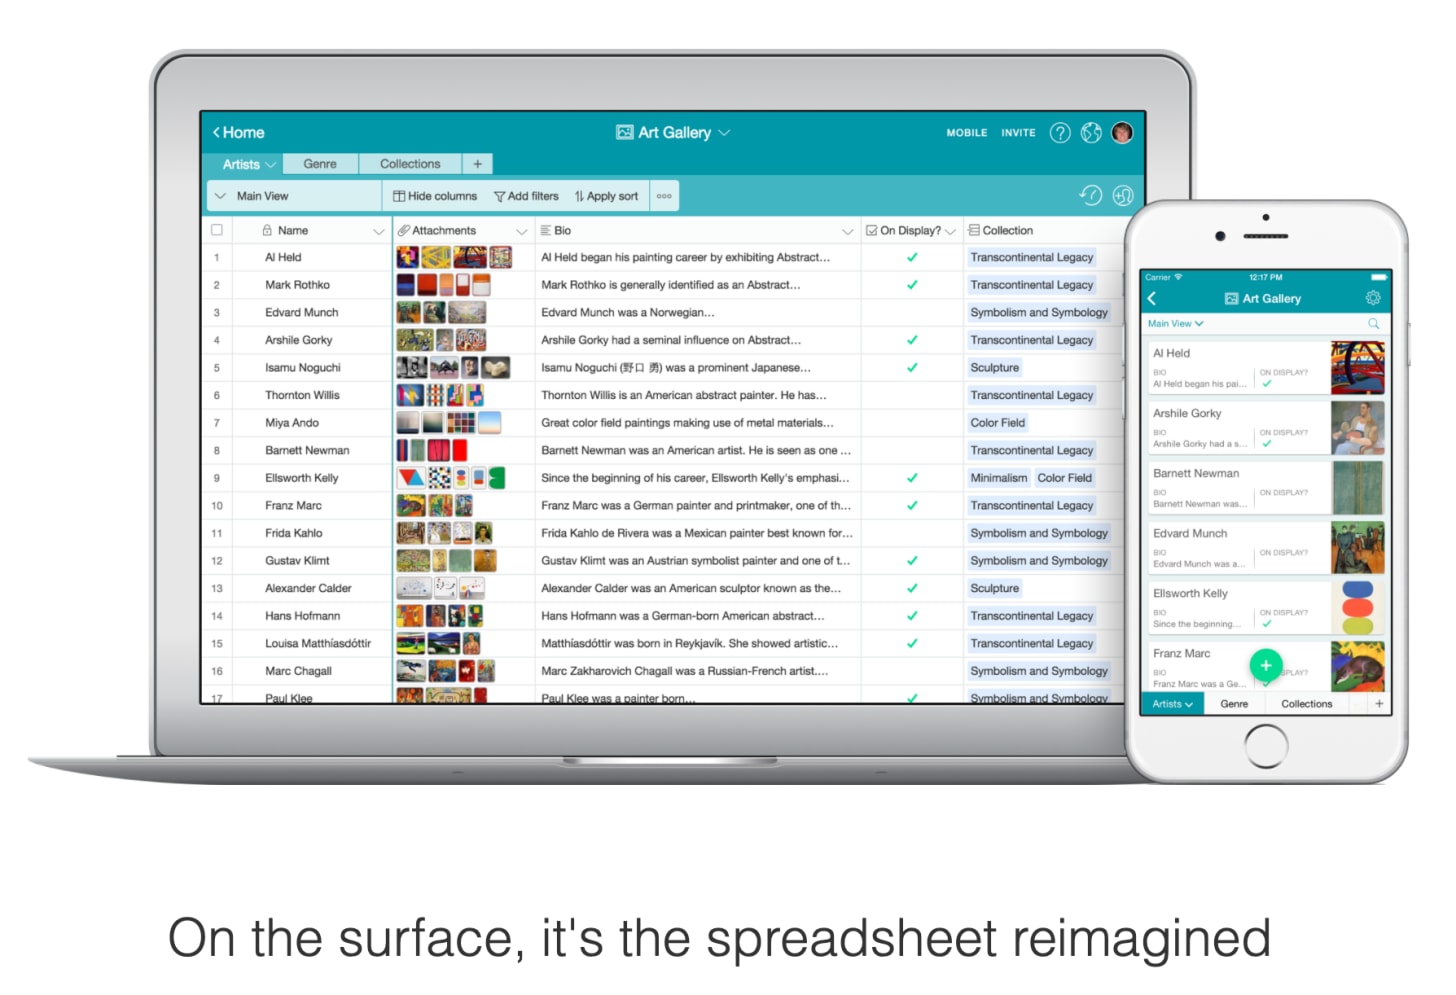 Home
Art Gallery
MOBILE INVITE ?
Artists Genre Collections +
Main View Hide columns Add filters Apply sort
Name Attachments Bio On Display? Collection
1 Al Held Al Held began his painting career by exhibiting Abstract... Transcontinental Legacy
2 Mark Rothko Mark Rothko is generally identified as an Abstract... Transcontinental Legacy
3 Edvard Munch Edvard Munch was a Norwegian... Symbolism and Symbology
4 Arshile Gorky Arshile Gorky had a seminal influence on Abstract... Transcontinental Legacy
5 Isamu Noguchi Isamu Noguchi (野口 勇) was a prominent Japanese... Sculpture
6 Thornton Willis Thornton Willis is an American abstract painter. He has... Transcontinental Legacy
7 Miya Ando Great color field paintings making use of metal materials... Color Field
8 Barnett Newman Barnett Newman was an American artist. He is seen as one ... Transcontinental Legacy
9 Ellsworth Kelly Since the beginning of his career, Ellsworth Kelly's emphasi... Minimalism Color Field
10 Franz Marc Franz Marc was a German painter and printmaker, one of th... Transcontinental Legacy
11 Frida Kahlo Frida Kahlo de Rivera was a Mexican painter best known for... Symbolism and Symbology
12 Gustav Klimt Gustav Klimt was an Austrian symbolist painter and one of t... Symbolism and Symbology
13 Alexander Calder Alexander Calder was an American sculptor known as the... Sculpture
14 Hans Hofmann Hans Hofmann was a German-born American abstract... Transcontinental Legacy
15 Louisa Matthíasdóttir Matthíasdóttir was born in Reykjavík. She showed artistic... Transcontinental Legacy
16 Marc Chagall Marc Zakharovich Chagall was a Russian-French artist.... Symbolism and Symbology
17 Paul Klee Paul Klee was a painter born... Symbolism and Symbology
Carrier 12:17 PM
Art Gallery
Main View
Al Held
BIO ON DISPLAY?
Al Held began his pai...
Arshile Gorky
BIO ON DISPLAY?
Arshile Gorky had a s...
Barnett Newman
BIO ON DISPLAY?
Barnett Newman was...
Edvard Munch
BIO ON DISPLAY?
Edvard Munch was a...
Ellsworth Kelly
BIO ON DISPLAY?
Since the beginning...
Franz Marc
+
BIO SPLAY?
Franz Marc was a Ge...
Artists Genre Collections +
On the surface, it's the spreadsheet reimagined